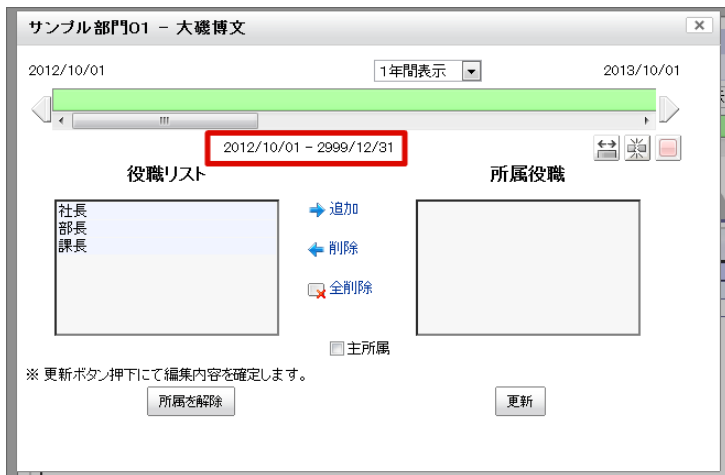 サンプル部門01 - 大磯博文
2012/10/01 1年間表示 2013/10/01
2012/10/01 - 2999/12/31
役職リスト 所属役職
社長
部長
課長
追加
削除
全削除
主所属
※ 更新ボタン押下にて編集内容を確定します。
所属を解除 更新